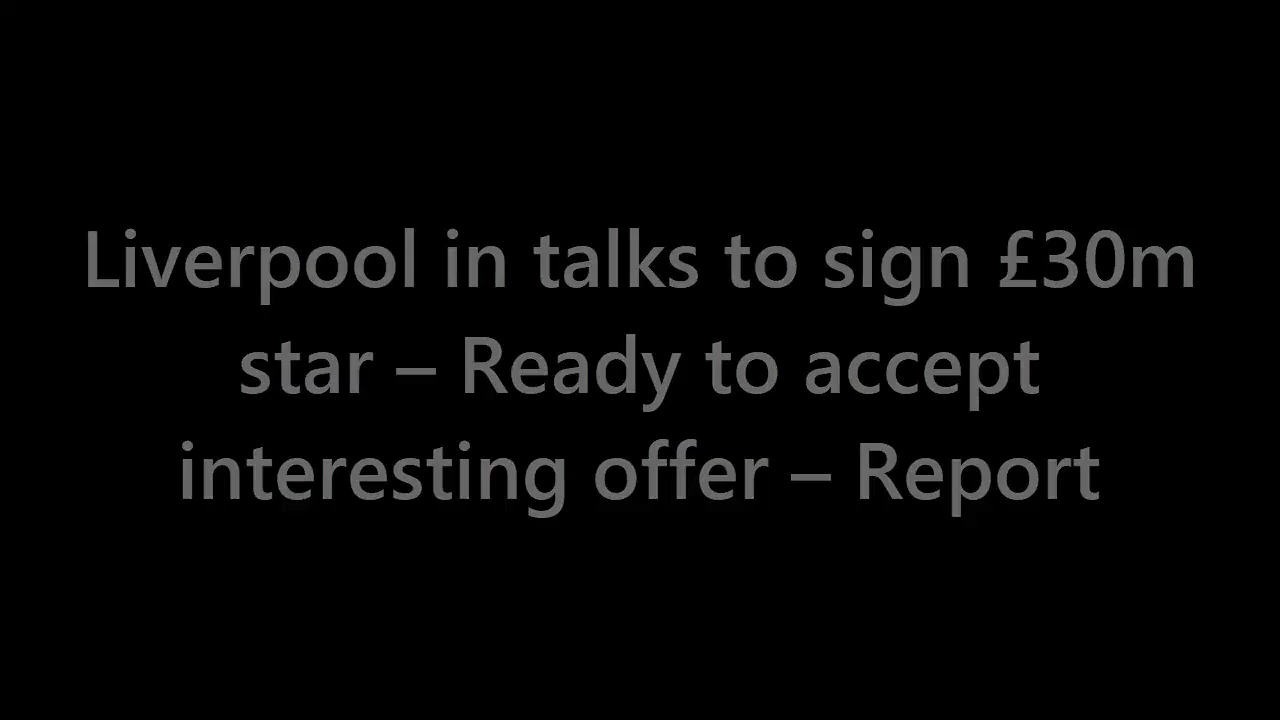 Liverpool in talks to sign £30m
star – Ready to accept
interesting offer – Report